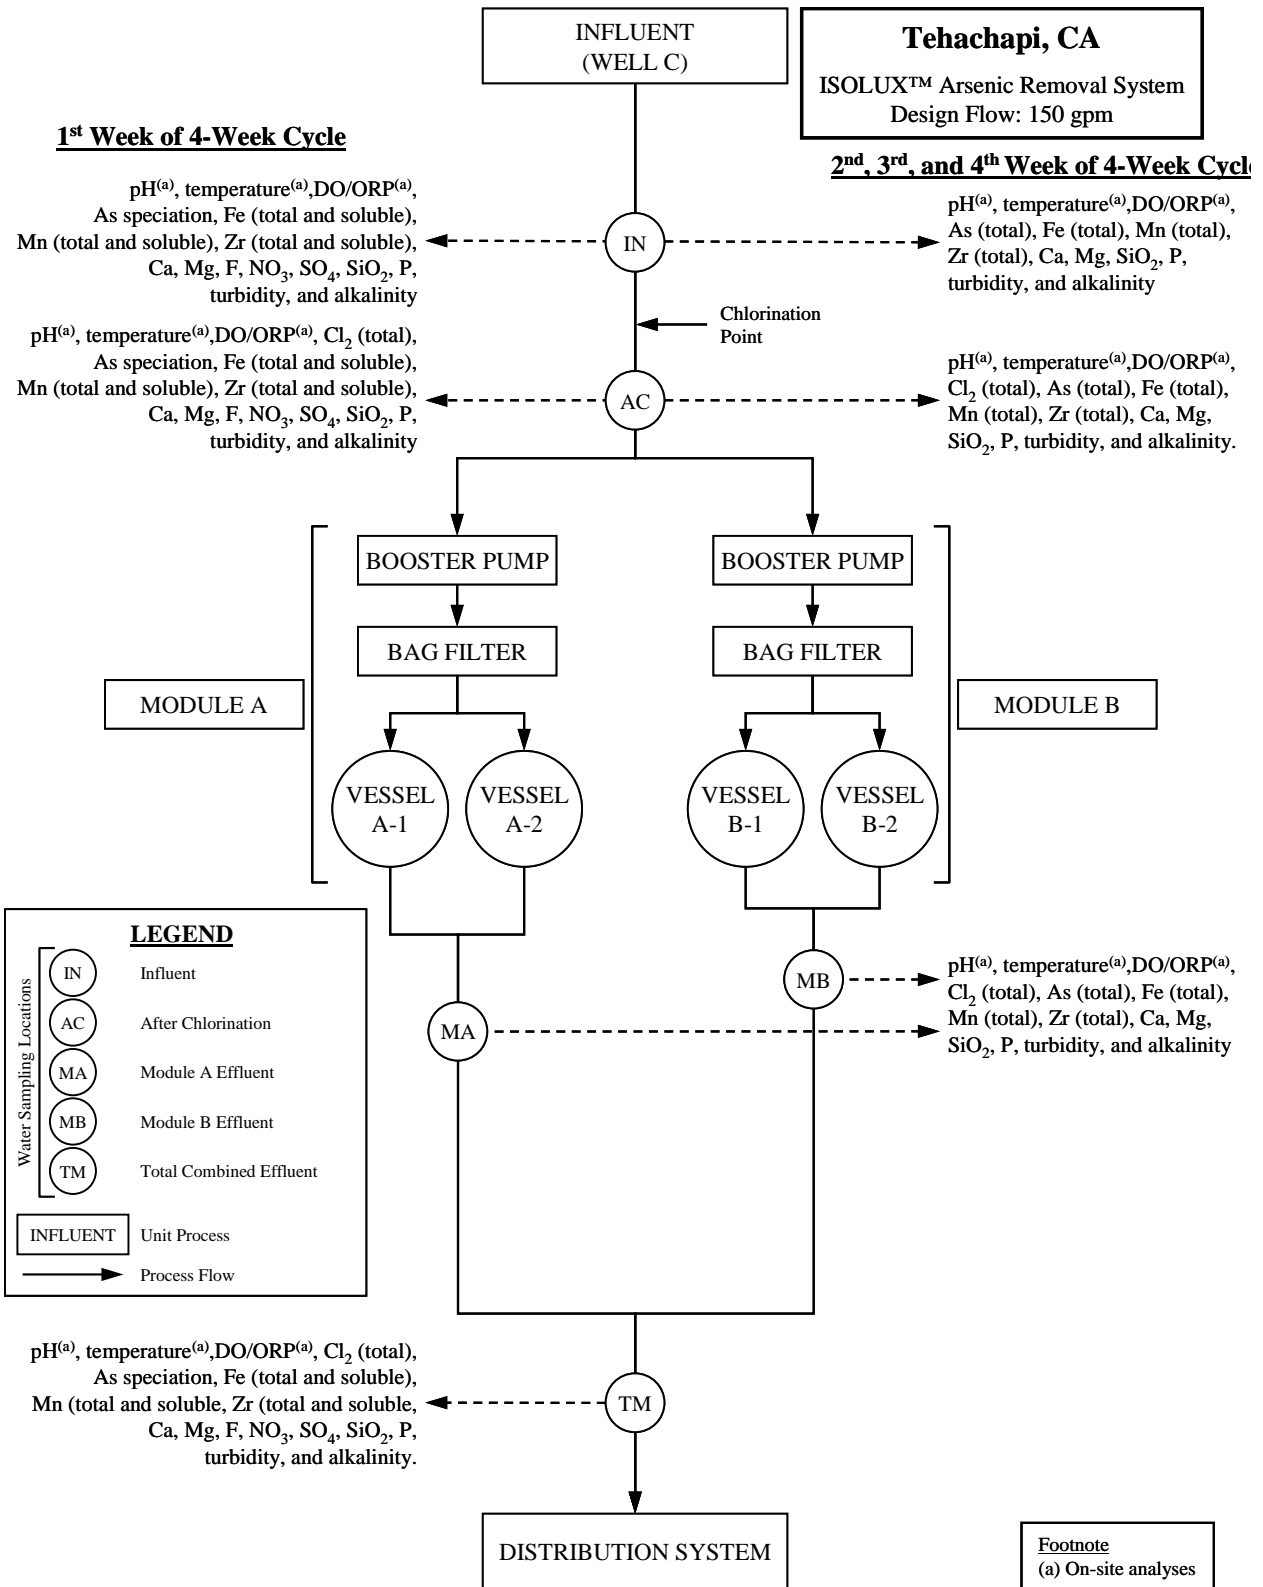 INFLUENT
(WELL C)
Tehachapi, CA
ISOLUX™ Arsenic Removal System
Design Flow: 150 gpm
1st Week of 4-Week Cycle
2nd, 3rd, and 4th Week of 4-Week Cycle
pH(a), temperature(a),DO/ORP(a),
As speciation, Fe (total and soluble),
Mn (total and soluble), Zr (total and soluble),
Ca, Mg, F, NO3, SO4, SiO2, P,
turbidity, and alkalinity
IN
pH(a), temperature(a),DO/ORP(a),
As (total), Fe (total), Mn (total),
Zr (total), Ca, Mg, SiO2, P,
turbidity, and alkalinity
Chlorination
Point
pH(a), temperature(a),DO/ORP(a), Cl2 (total),
As speciation, Fe (total and soluble),
Mn (total and soluble), Zr (total and soluble),
Ca, Mg, F, NO3, SO4, SiO2, P,
turbidity, and alkalinity
AC
pH(a), temperature(a),DO/ORP(a),
Cl2 (total), As (total), Fe (total),
Mn (total), Zr (total), Ca, Mg,
SiO2, P, turbidity, and alkalinity.
BOOSTER PUMP
BOOSTER PUMP
BAG FILTER
BAG FILTER
MODULE A
MODULE B
VESSEL
A-1
VESSEL
A-2
VESSEL
B-1
VESSEL
B-2
MB
MA
pH(a), temperature(a),DO/ORP(a),
Cl2 (total), As (total), Fe (total),
Mn (total), Zr (total), Ca, Mg,
SiO2, P, turbidity, and alkalinity
LEGEND
Water Sampling Locations
IN Influent
AC After Chlorination
MA Module A Effluent
MB Module B Effluent
TM Total Combined Effluent
INFLUENT Unit Process
Process Flow
pH(a), temperature(a),DO/ORP(a), Cl2 (total),
As speciation, Fe (total and soluble),
Mn (total and soluble, Zr (total and soluble,
Ca, Mg, F, NO3, SO4, SiO2, P,
turbidity, and alkalinity.
TM
DISTRIBUTION SYSTEM
Footnote
(a) On-site analyses